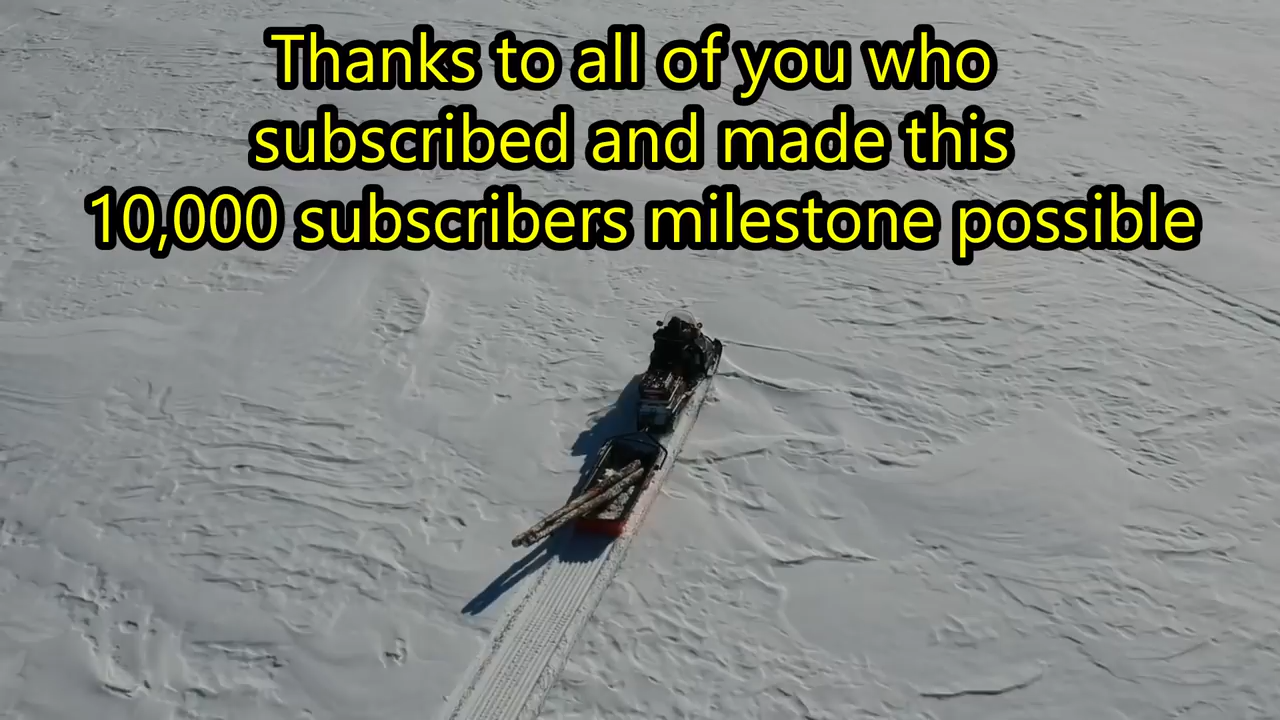 Thanks to all of you who
subscribed and made this
10,000 subscribers milestone possible